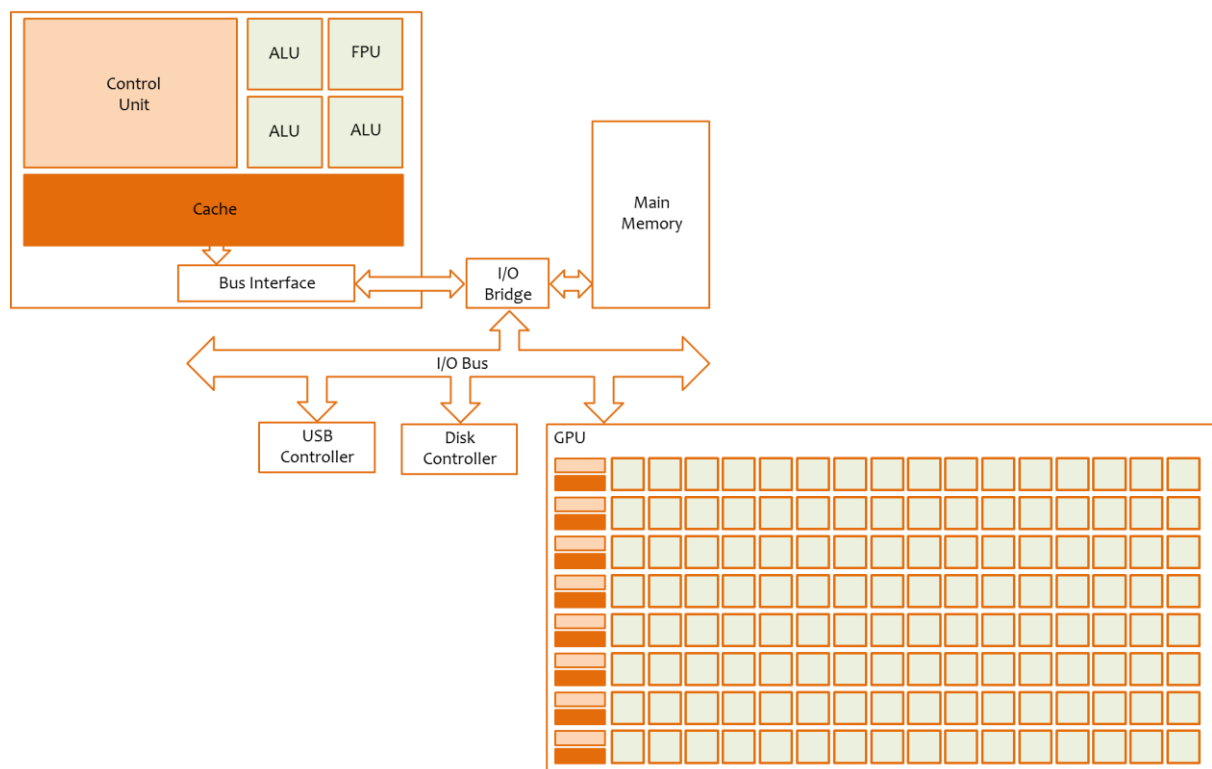 Control
Unit
ALU
FPU
ALU
ALU
Cache
Bus Interface
I/O
Bridge
Main
Memory
I/O Bus
USB
Controller
Disk
Controller
GPU